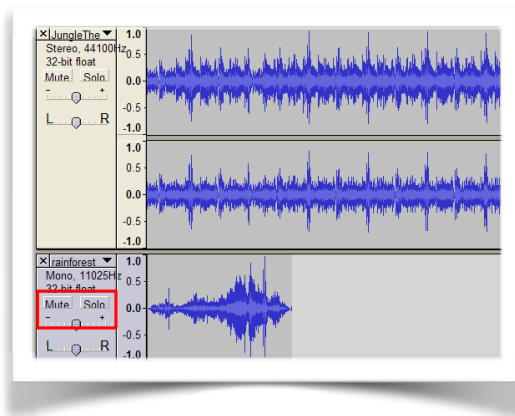 × JungleThe ▼ 1.0
Stereo, 44100Hz
0.5
32-bit float
Mute Solo
0.0
- +
-0.5
L R
-1.0
1.0
0.5
0.0
-0.5
-1.0
× rainforest ▼ 1.0
Mono, 11025Hz
0.5
32-bit float
Mute Solo
0.0
- +
-0.5
L R
-1.0